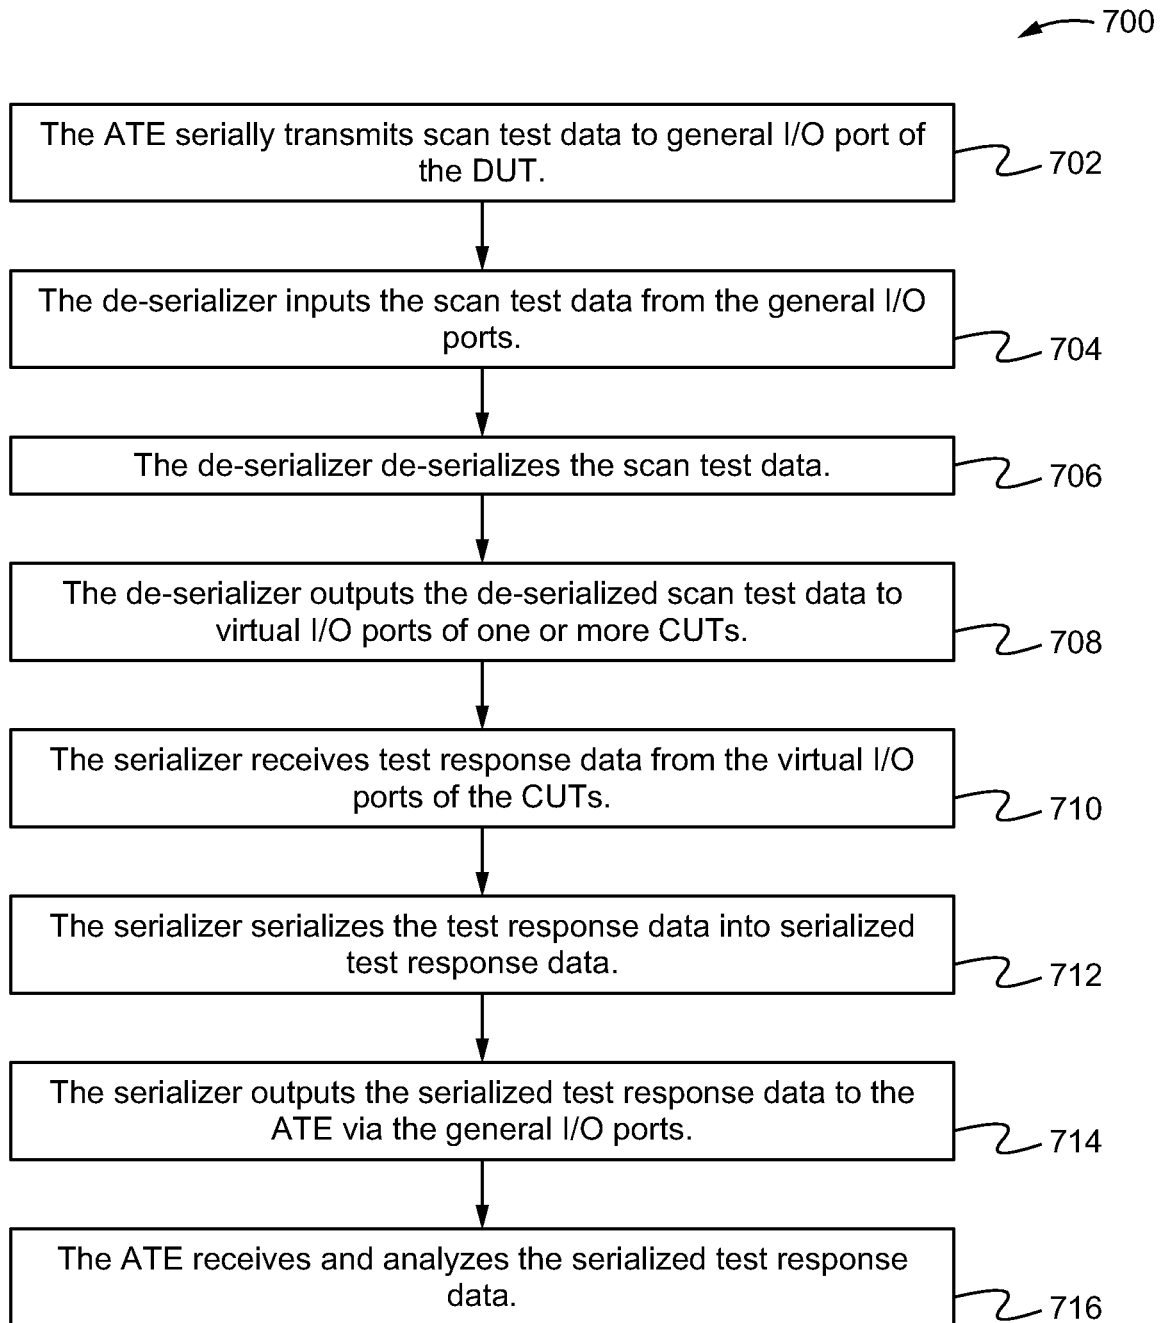 700
The ATE serially transmits scan test data to general I/O port of
the DUT.
702
The de-serializer inputs the scan test data from the general I/O
ports.
704
The de-serializer de-serializes the scan test data.
706
The de-serializer outputs the de-serialized scan test data to
virtual I/O ports of one or more CUTs.
708
The serializer receives test response data from the virtual I/O
ports of the CUTs.
710
The serializer serializes the test response data into serialized
test response data.
712
The serializer outputs the serialized test response data to the
ATE via the general I/O ports.
714
The ATE receives and analyzes the serialized test response
data.
716